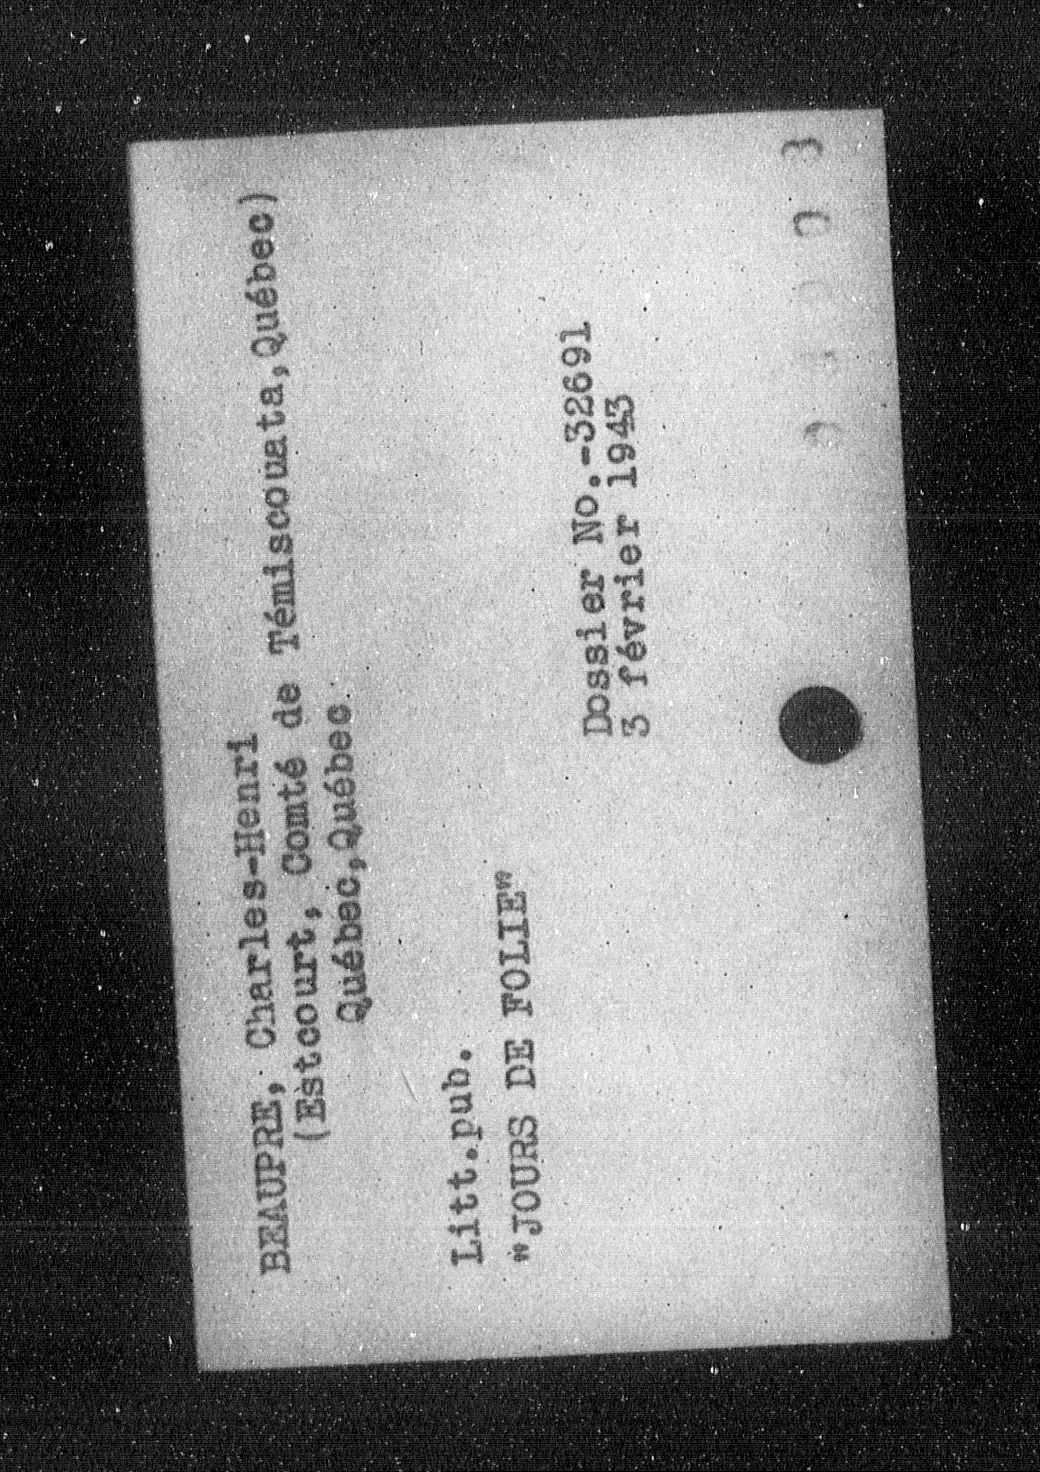 BEAUPRE, Charles-Henri
(Estcourt, Comté de Témiscouata,Québec)
Québec,Québec
Litt.pub.
"JOURS DE FOLIE"
Dossier No.-32691
3 février 1943